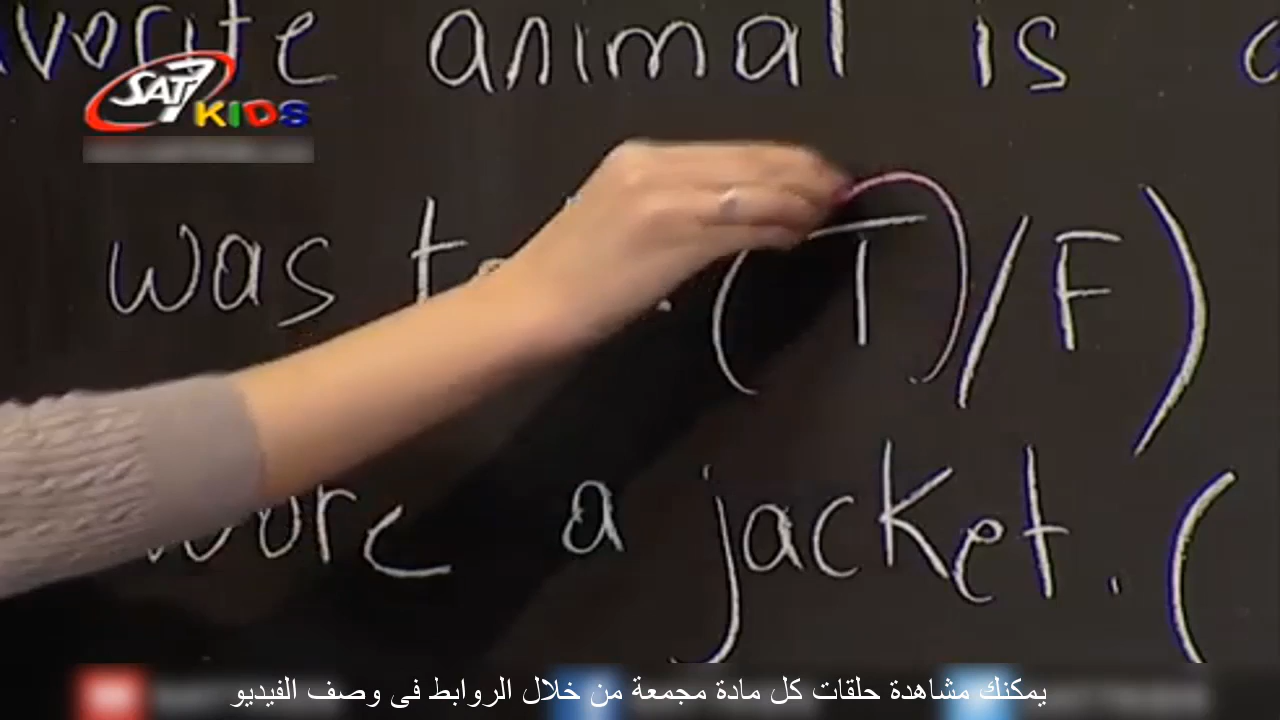 vorite animal is a
SAT7 KIDS
was (T/F)
wore a jacket. (
يمكنك مشاهدة حلقات كل مادة مجمعة من خلال الروابط فى وصف الفيديو